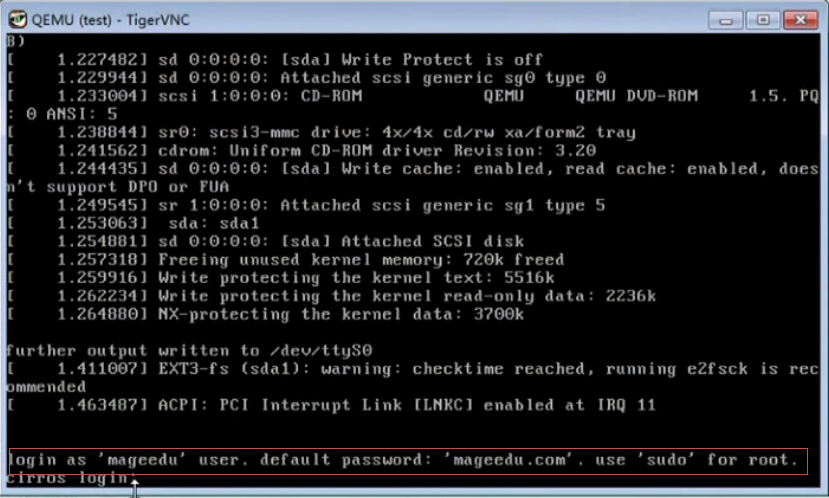 QEMU (test) - TigerVNC
B)
[    1.227482] sd 0:0:0:0: [sda] Write Protect is off
[    1.229944] sd 0:0:0:0: Attached scsi generic sg0 type 0
[    1.233004] scsi 1:0:0:0: CD-ROM            QEMU     QEMU DVD-ROM     1.5. PQ
: 0 ANSI: 5
[    1.238844] sr0: scsi3-mmc drive: 4x/4x cd/rw xa/form2 tray
[    1.241562] cdrom: Uniform CD-ROM driver Revision: 3.20
[    1.244435] sd 0:0:0:0: [sda] Write cache: enabled, read cache: enabled, does
n't support DPO or FUA
[    1.249545] sr 1:0:0:0: Attached scsi generic sg1 type 5
[    1.253063]  sda: sda1
[    1.254881] sd 0:0:0:0: [sda] Attached SCSI disk
[    1.257318] Freeing unused kernel memory: 720k freed
[    1.259916] Write protecting the kernel text: 5516k
[    1.262234] Write protecting the kernel read-only data: 2236k
[    1.264880] NX-protecting the kernel data: 3700k
further output written to /dev/ttyS0
[    1.411007] EXT3-fs (sda1): warning: checktime reached, running e2fsck is rec
ommended
[    1.463487] ACPI: PCI Interrupt Link [LNKC] enabled at IRQ 11
login as 'mageedu' user. default password: 'mageedu.com'. use 'sudo' for root.
cirros login: